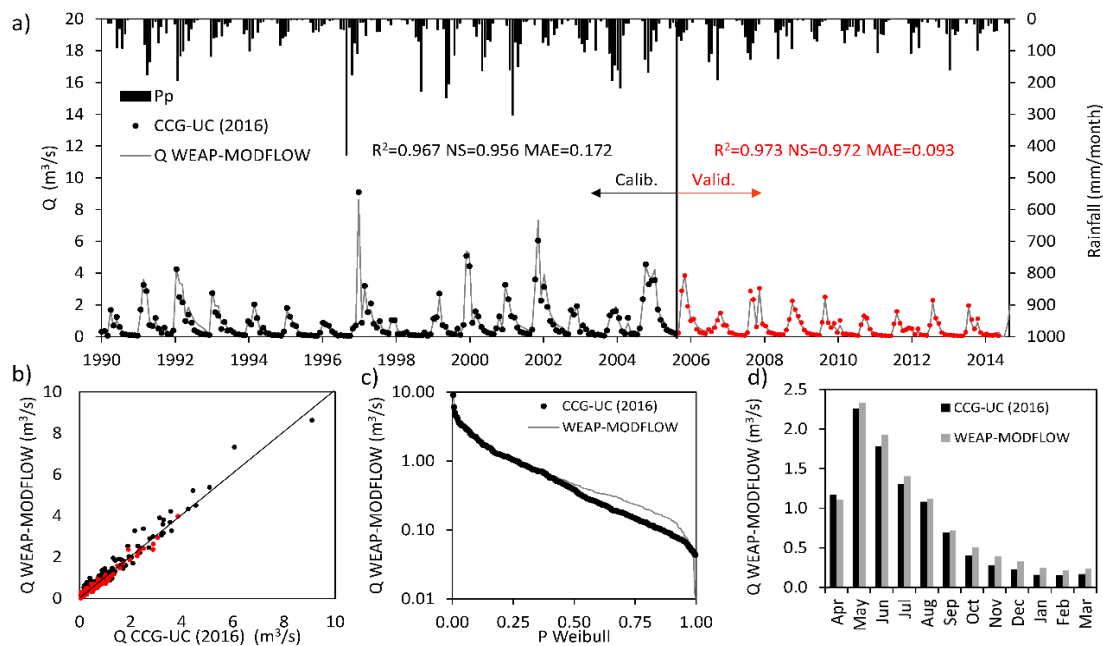 a)
20
18
16
14
12
10
8
6
4
2
0
Q (m³/s)
0
100
200
300
400
500
600
700
800
900
1000
Rainfall (mm/month)
Pp
CCG-UC (2016)
Q WEAP-MODFLOW
R²=0.967 NS=0.956 MAE=0.172
R²=0.973 NS=0.972 MAE=0.093
Calib.
Valid.
1990 1992 1994 1996 1998 2000 2002 2004 2006 2008 2010 2012 2014
b)
10
8
6
4
2
0
Q WEAP-MODFLOW (m³/s)
0 2 4 6 8 10
Q CCG-UC (2016) (m³/s)
c)
10.00
1.00
0.10
0.01
Q WEAP-MODFLOW (m³/s)
CCG-UC (2016)
WEAP-MODFLOW
0.00 0.25 0.50 0.75 1.00
P Weibull
d)
2.5
2.0
1.5
1.0
0.5
0.0
Q WEAP-MODFLOW (m³/s)
CCG-UC (2016)
WEAP-MODFLOW
Apr
May
Jun
Jul
Aug
Sep
Oct
Nov
Dec
Jan
Feb
Mar